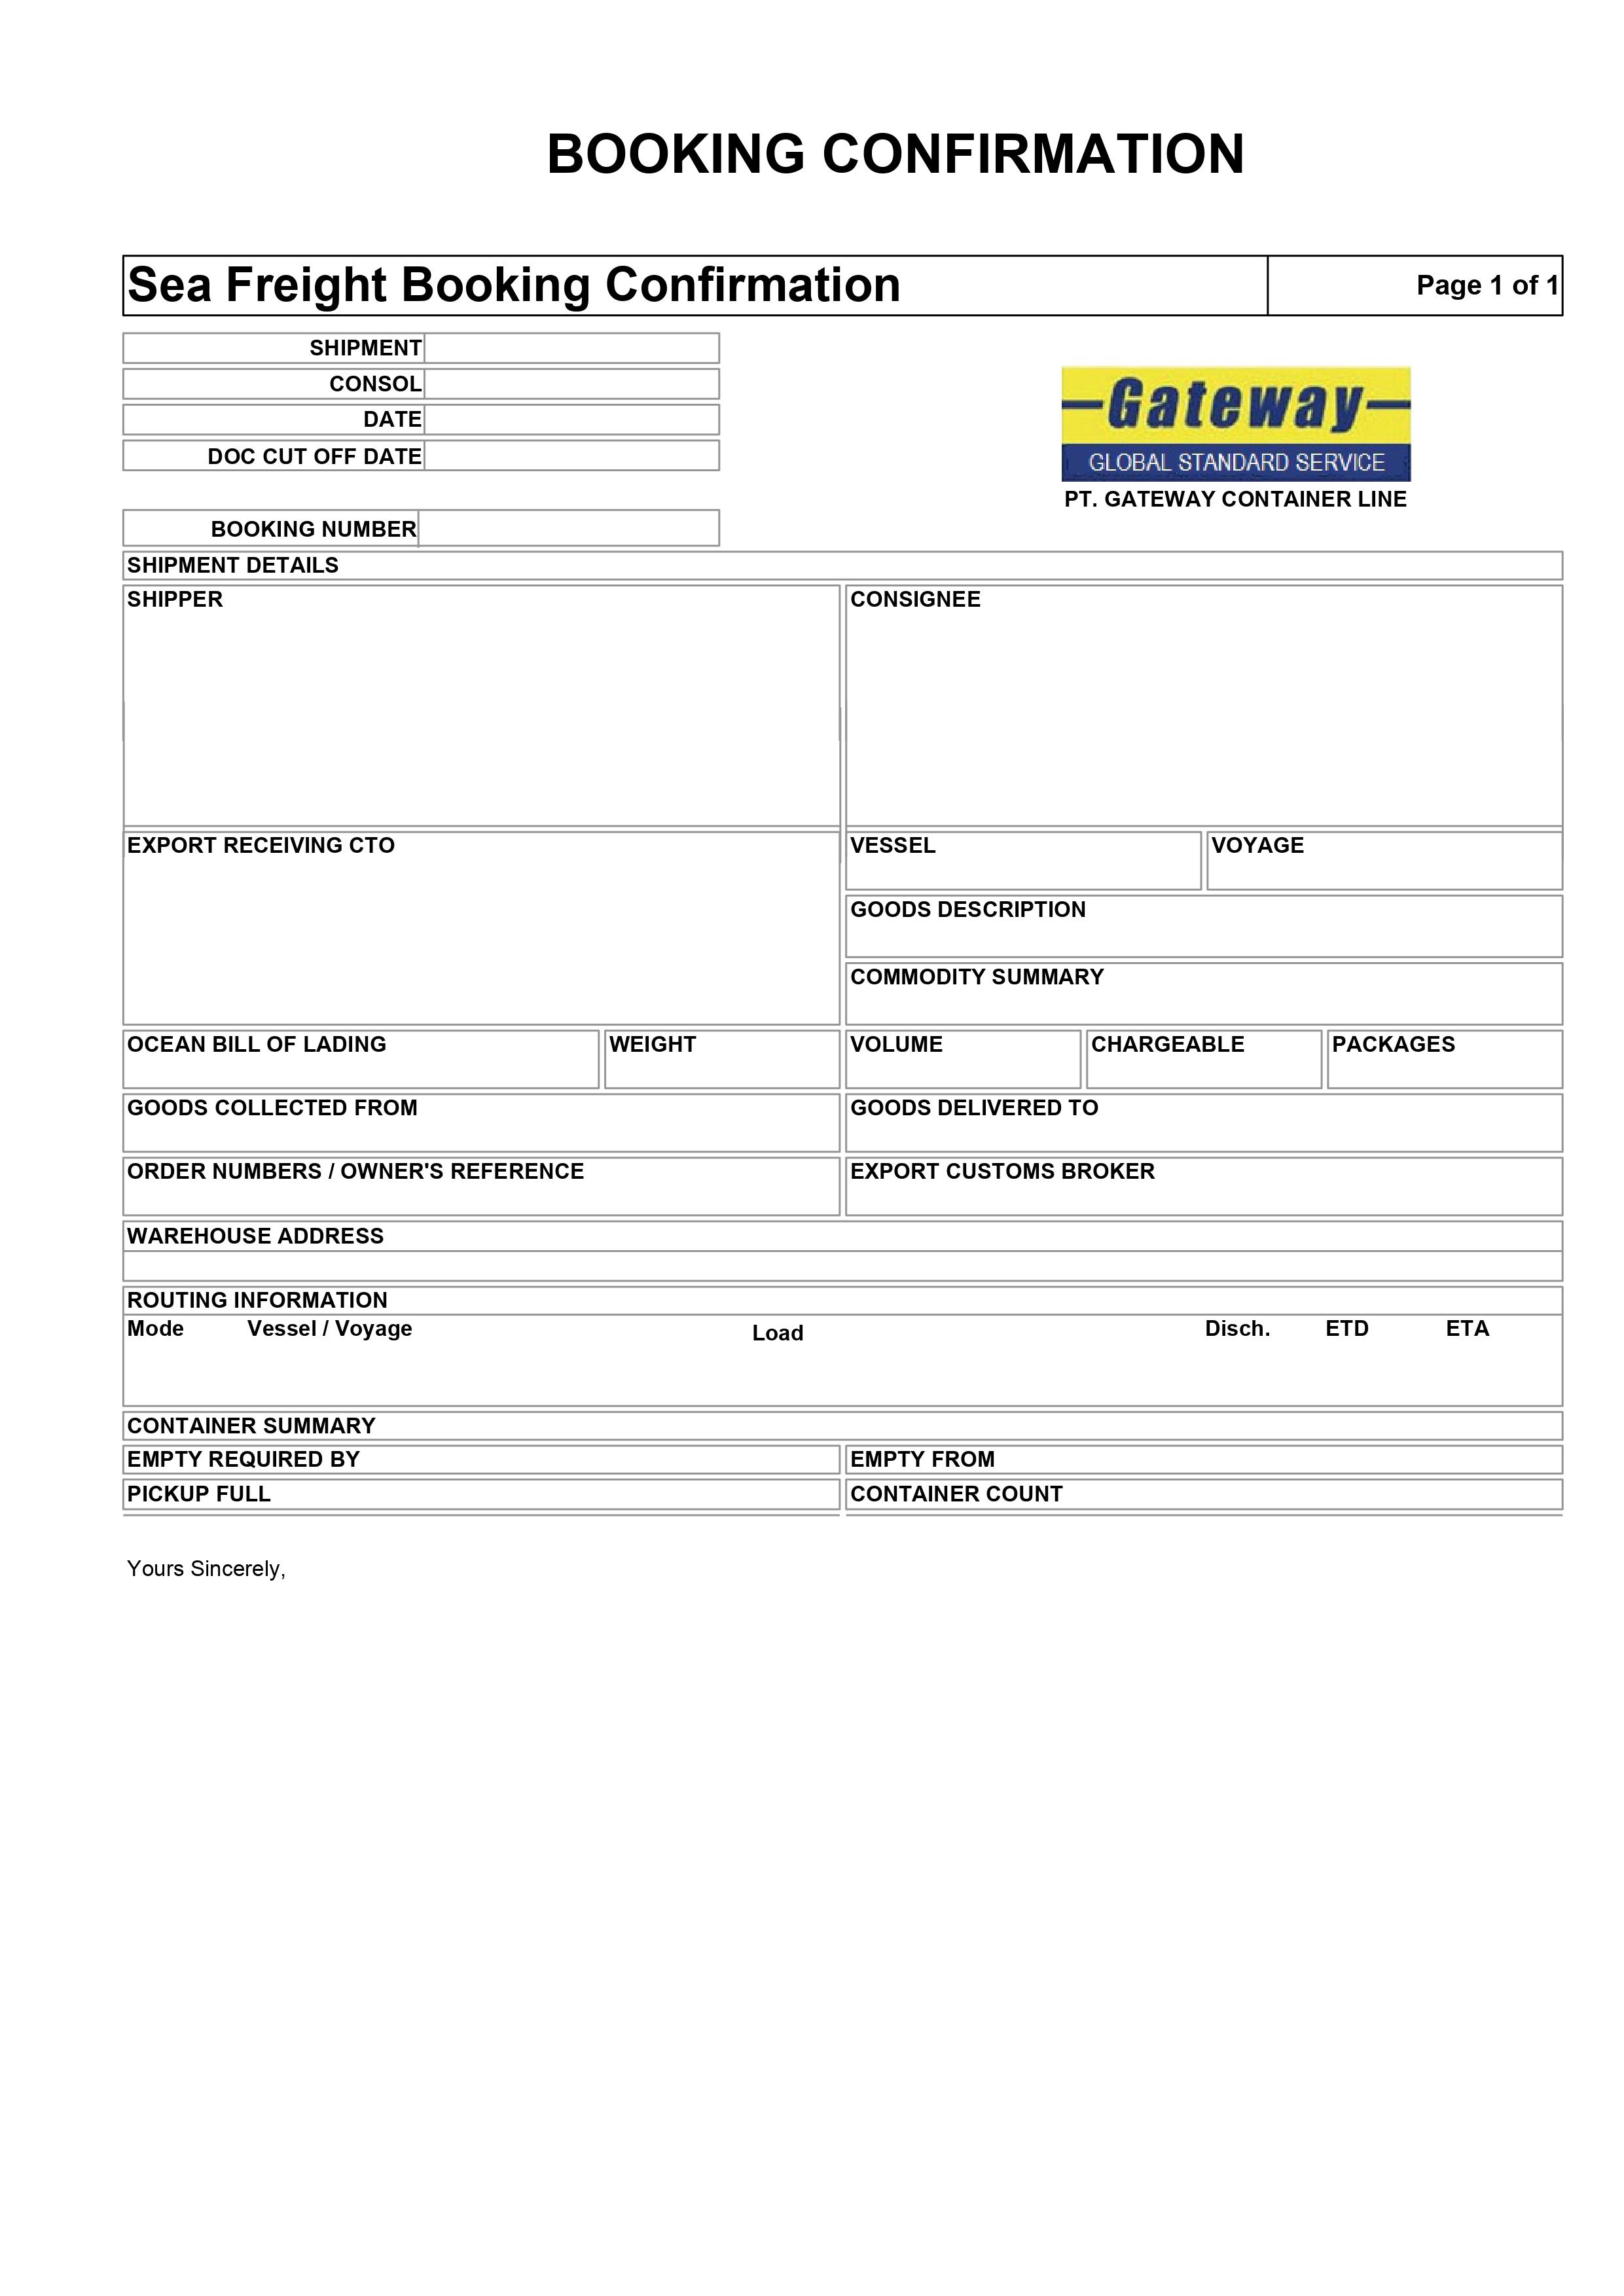 BOOKING CONFIRMATION
Sea Freight Booking Confirmation
Page 1 of 1
SHIPMENT
CONSOL
DATE
DOC CUT OFF DATE
Gateway
GLOBAL STANDARD SERVICE
PT. GATEWAY CONTAINER LINE
BOOKING NUMBER
SHIPMENT DETAILS
SHIPPER
CONSIGNEE
EXPORT RECEIVING CTO
VESSEL
VOYAGE
GOODS DESCRIPTION
COMMODITY SUMMARY
OCEAN BILL OF LADING
WEIGHT
VOLUME
CHARGEABLE
PACKAGES
GOODS COLLECTED FROM
GOODS DELIVERED TO
ORDER NUMBERS / OWNER'S REFERENCE
EXPORT CUSTOMS BROKER
WAREHOUSE ADDRESS
ROUTING INFORMATION
Mode Vessel / Voyage Load Disch. ETD ETA
CONTAINER SUMMARY
EMPTY REQUIRED BY
EMPTY FROM
PICKUP FULL
CONTAINER COUNT
Yours Sincerely,